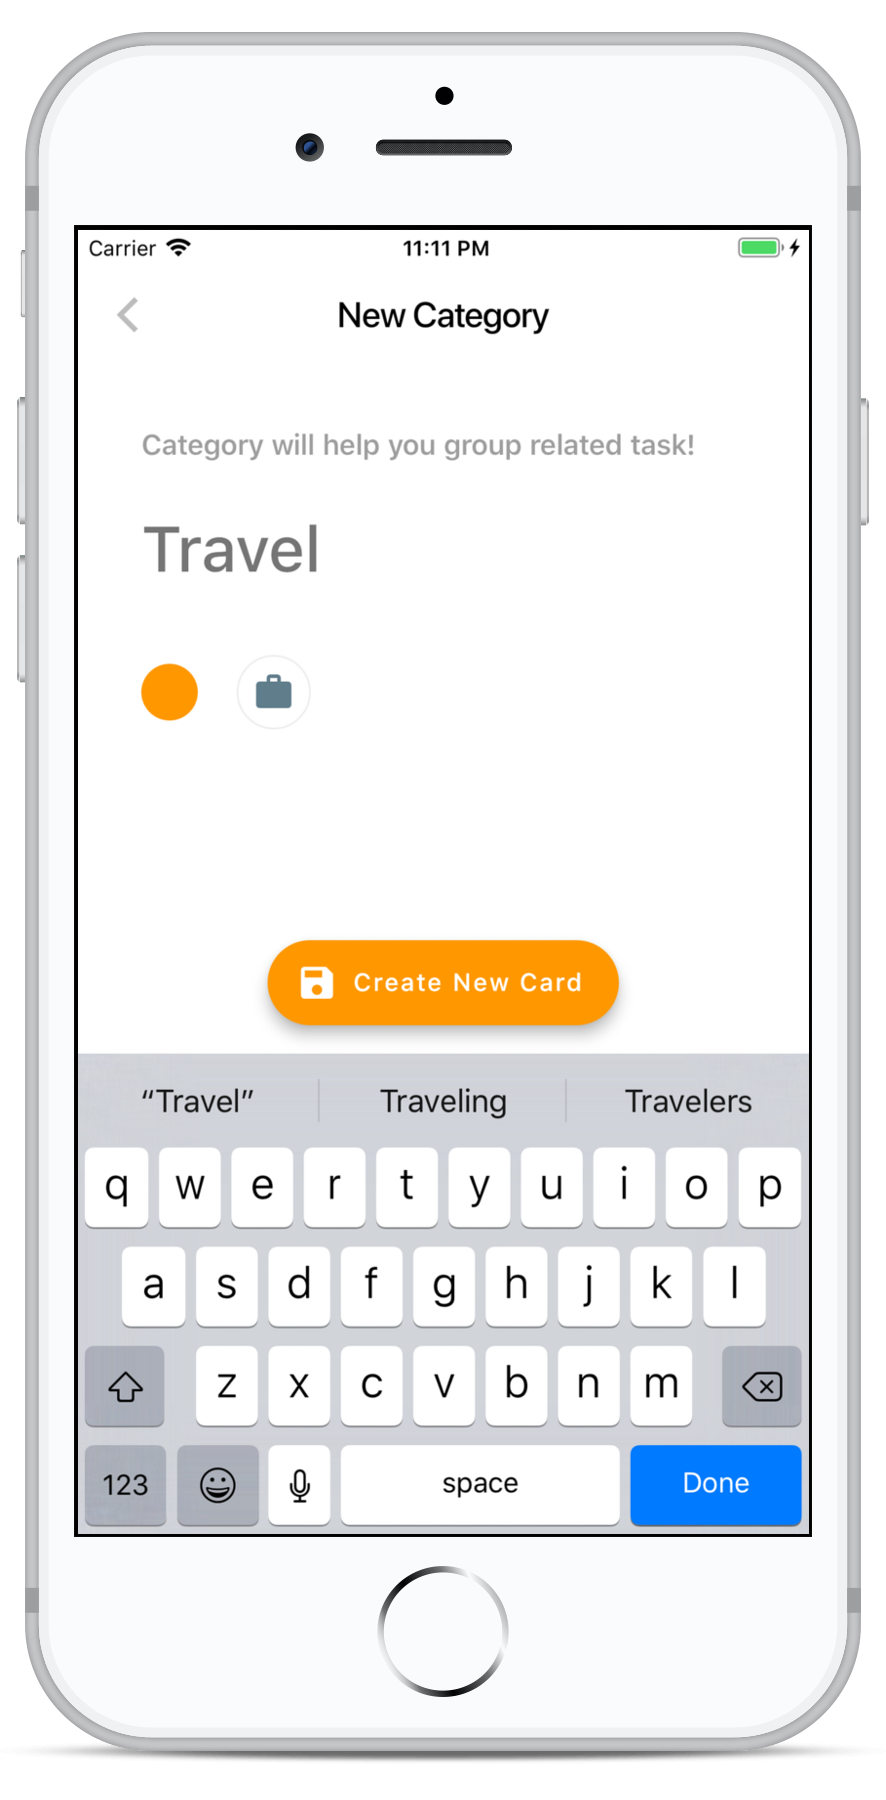 Carrier 11:11 PM
New Category
Category will help you group related task!
Travel
Create New Card
“Travel” Traveling Travelers
q w e r t y u i o p
a s d f g h j k l
z x c v b n m
123 space Done